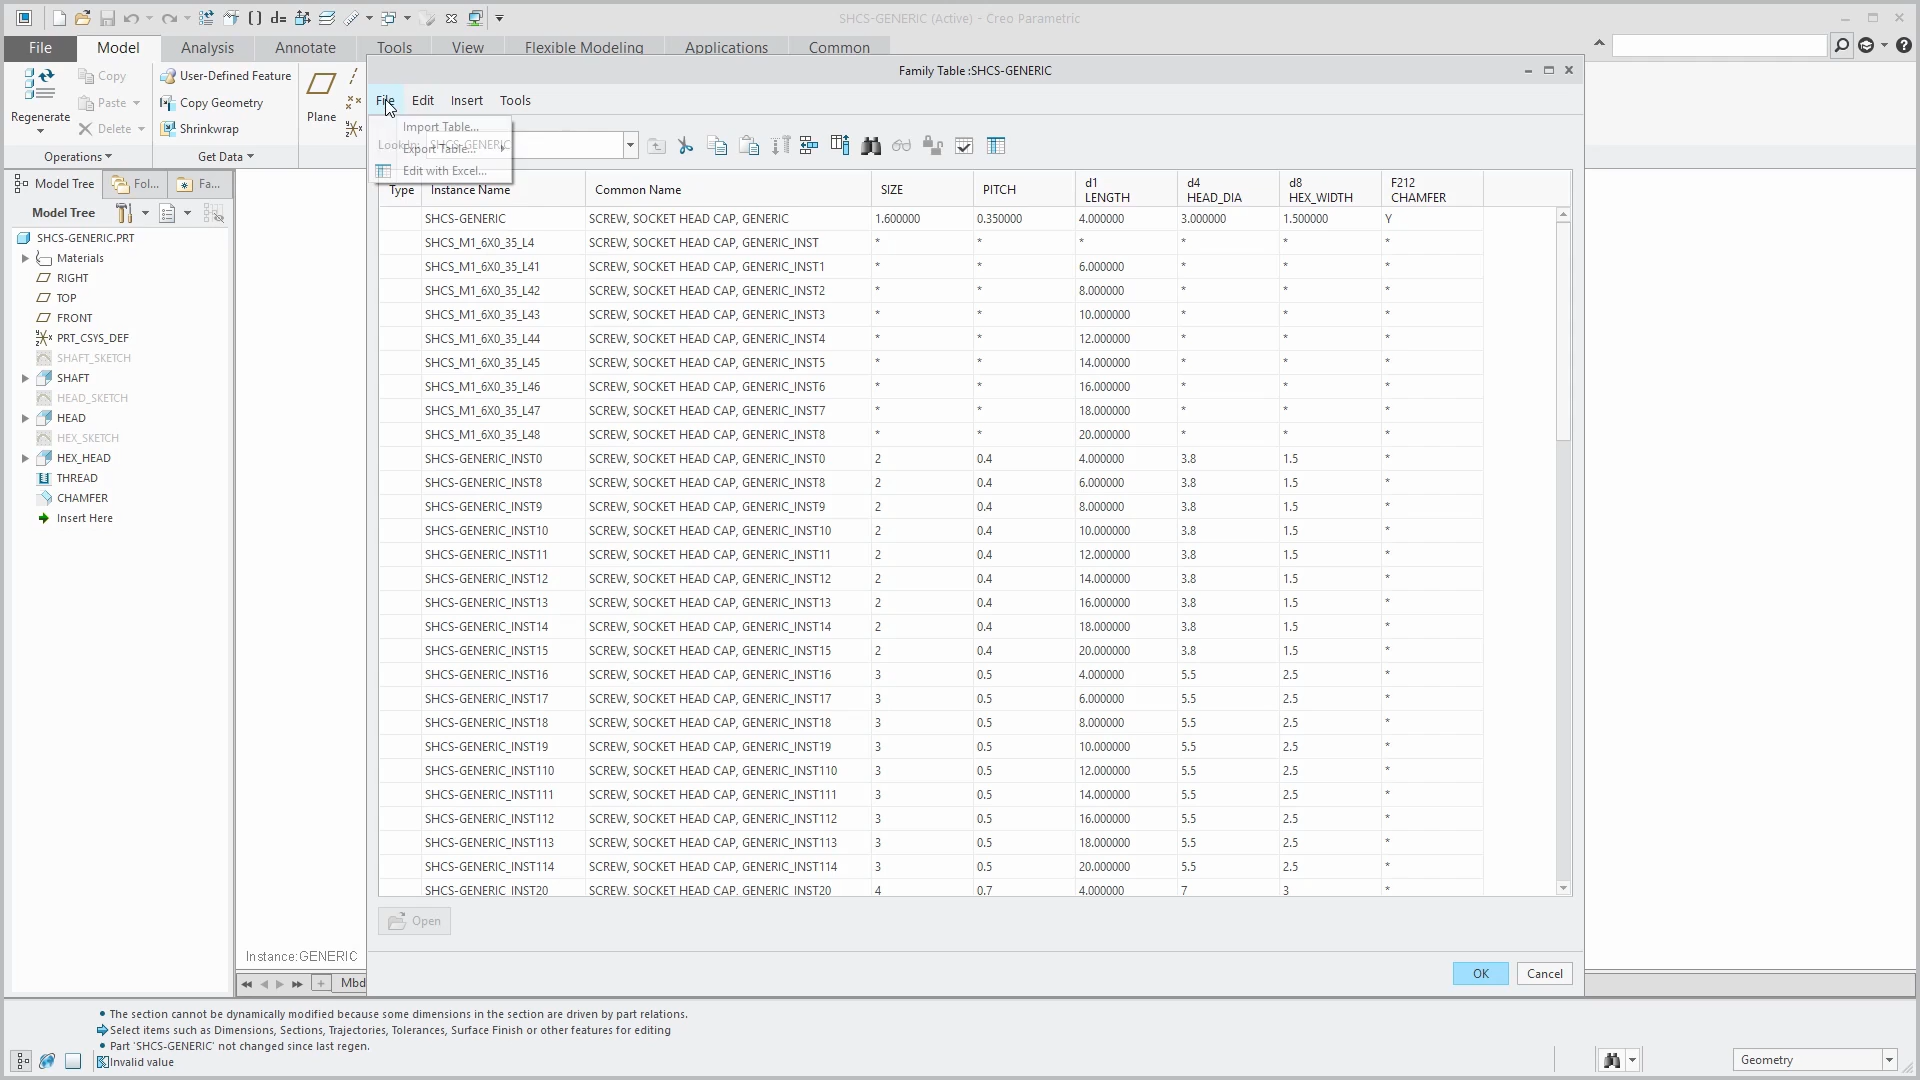 SHCS-GENERIC (Active) - Creo Parametric
File Model Analysis Annotate Tools View Flexible Modeling Applications Common
Regenerate
Copy
Paste
Delete
User-Defined Feature
Copy Geometry
Shrinkwrap
Plane
Operations
Get Data
Model Tree Fol... Fa...
Model Tree
SHCS-GENERIC.PRT
Materials
RIGHT
TOP
FRONT
PRT_CSYS_DEF
SHAFT_SKETCH
SHAFT
HEAD_SKETCH
HEAD
HEX_SKETCH
HEX_HEAD
THREAD
CHAMFER
Insert Here
Family Table :SHCS-GENERIC
File Edit Insert Tools
Import Table...
Export Table...
Edit with Excel...
Look In: SHCS-GENERIC
Type Instance Name Common Name SIZE PITCH d1 LENGTH d4 HEAD_DIA d8 HEX_WIDTH F212 CHAMFER
SHCS-GENERIC SCREW, SOCKET HEAD CAP, GENERIC 1.600000 0.350000 4.000000 3.000000 1.500000 Y
SHCS_M1_6X0_35_L4 SCREW, SOCKET HEAD CAP, GENERIC_INST * * * * * *
SHCS_M1_6X0_35_L41 SCREW, SOCKET HEAD CAP, GENERIC_INST1 * * 6.000000 * * *
SHCS_M1_6X0_35_L42 SCREW, SOCKET HEAD CAP, GENERIC_INST2 * * 8.000000 * * *
SHCS_M1_6X0_35_L43 SCREW, SOCKET HEAD CAP, GENERIC_INST3 * * 10.000000 * * *
SHCS_M1_6X0_35_L44 SCREW, SOCKET HEAD CAP, GENERIC_INST4 * * 12.000000 * * *
SHCS_M1_6X0_35_L45 SCREW, SOCKET HEAD CAP, GENERIC_INST5 * * 14.000000 * * *
SHCS_M1_6X0_35_L46 SCREW, SOCKET HEAD CAP, GENERIC_INST6 * * 16.000000 * * *
SHCS_M1_6X0_35_L47 SCREW, SOCKET HEAD CAP, GENERIC_INST7 * * 18.000000 * * *
SHCS_M1_6X0_35_L48 SCREW, SOCKET HEAD CAP, GENERIC_INST8 * * 20.000000 * * *
SHCS-GENERIC_INST0 SCREW, SOCKET HEAD CAP, GENERIC_INST0 2 0.4 4.000000 3.8 1.5 *
SHCS-GENERIC_INST8 SCREW, SOCKET HEAD CAP, GENERIC_INST8 2 0.4 6.000000 3.8 1.5 *
SHCS-GENERIC_INST9 SCREW, SOCKET HEAD CAP, GENERIC_INST9 2 0.4 8.000000 3.8 1.5 *
SHCS-GENERIC_INST10 SCREW, SOCKET HEAD CAP, GENERIC_INST10 2 0.4 10.000000 3.8 1.5 *
SHCS-GENERIC_INST11 SCREW, SOCKET HEAD CAP, GENERIC_INST11 2 0.4 12.000000 3.8 1.5 *
SHCS-GENERIC_INST12 SCREW, SOCKET HEAD CAP, GENERIC_INST12 2 0.4 14.000000 3.8 1.5 *
SHCS-GENERIC_INST13 SCREW, SOCKET HEAD CAP, GENERIC_INST13 2 0.4 16.000000 3.8 1.5 *
SHCS-GENERIC_INST14 SCREW, SOCKET HEAD CAP, GENERIC_INST14 2 0.4 18.000000 3.8 1.5 *
SHCS-GENERIC_INST15 SCREW, SOCKET HEAD CAP, GENERIC_INST15 2 0.4 20.000000 3.8 1.5 *
SHCS-GENERIC_INST16 SCREW, SOCKET HEAD CAP, GENERIC_INST16 3 0.5 4.000000 5.5 2.5 *
SHCS-GENERIC_INST17 SCREW, SOCKET HEAD CAP, GENERIC_INST17 3 0.5 6.000000 5.5 2.5 *
SHCS-GENERIC_INST18 SCREW, SOCKET HEAD CAP, GENERIC_INST18 3 0.5 8.000000 5.5 2.5 *
SHCS-GENERIC_INST19 SCREW, SOCKET HEAD CAP, GENERIC_INST19 3 0.5 10.000000 5.5 2.5 *
SHCS-GENERIC_INST110 SCREW, SOCKET HEAD CAP, GENERIC_INST110 3 0.5 12.000000 5.5 2.5 *
SHCS-GENERIC_INST111 SCREW, SOCKET HEAD CAP, GENERIC_INST111 3 0.5 14.000000 5.5 2.5 *
SHCS-GENERIC_INST112 SCREW, SOCKET HEAD CAP, GENERIC_INST112 3 0.5 16.000000 5.5 2.5 *
SHCS-GENERIC_INST113 SCREW, SOCKET HEAD CAP, GENERIC_INST113 3 0.5 18.000000 5.5 2.5 *
SHCS-GENERIC_INST114 SCREW, SOCKET HEAD CAP, GENERIC_INST114 3 0.5 20.000000 5.5 2.5 *
SHCS-GENERIC_INST20 SCREW, SOCKET HEAD CAP, GENERIC_INST20 4 0.7 4.000000 7 3 *
Open
OK Cancel
Instance:GENERIC
Mbd
• The section cannot be dynamically modified because some dimensions in the section are driven by part relations.
Select items such as Dimensions, Sections, Trajectories, Tolerances, Surface Finish or other features for editing
• Part 'SHCS-GENERIC' not changed since last regen.
Invalid value
Geometry